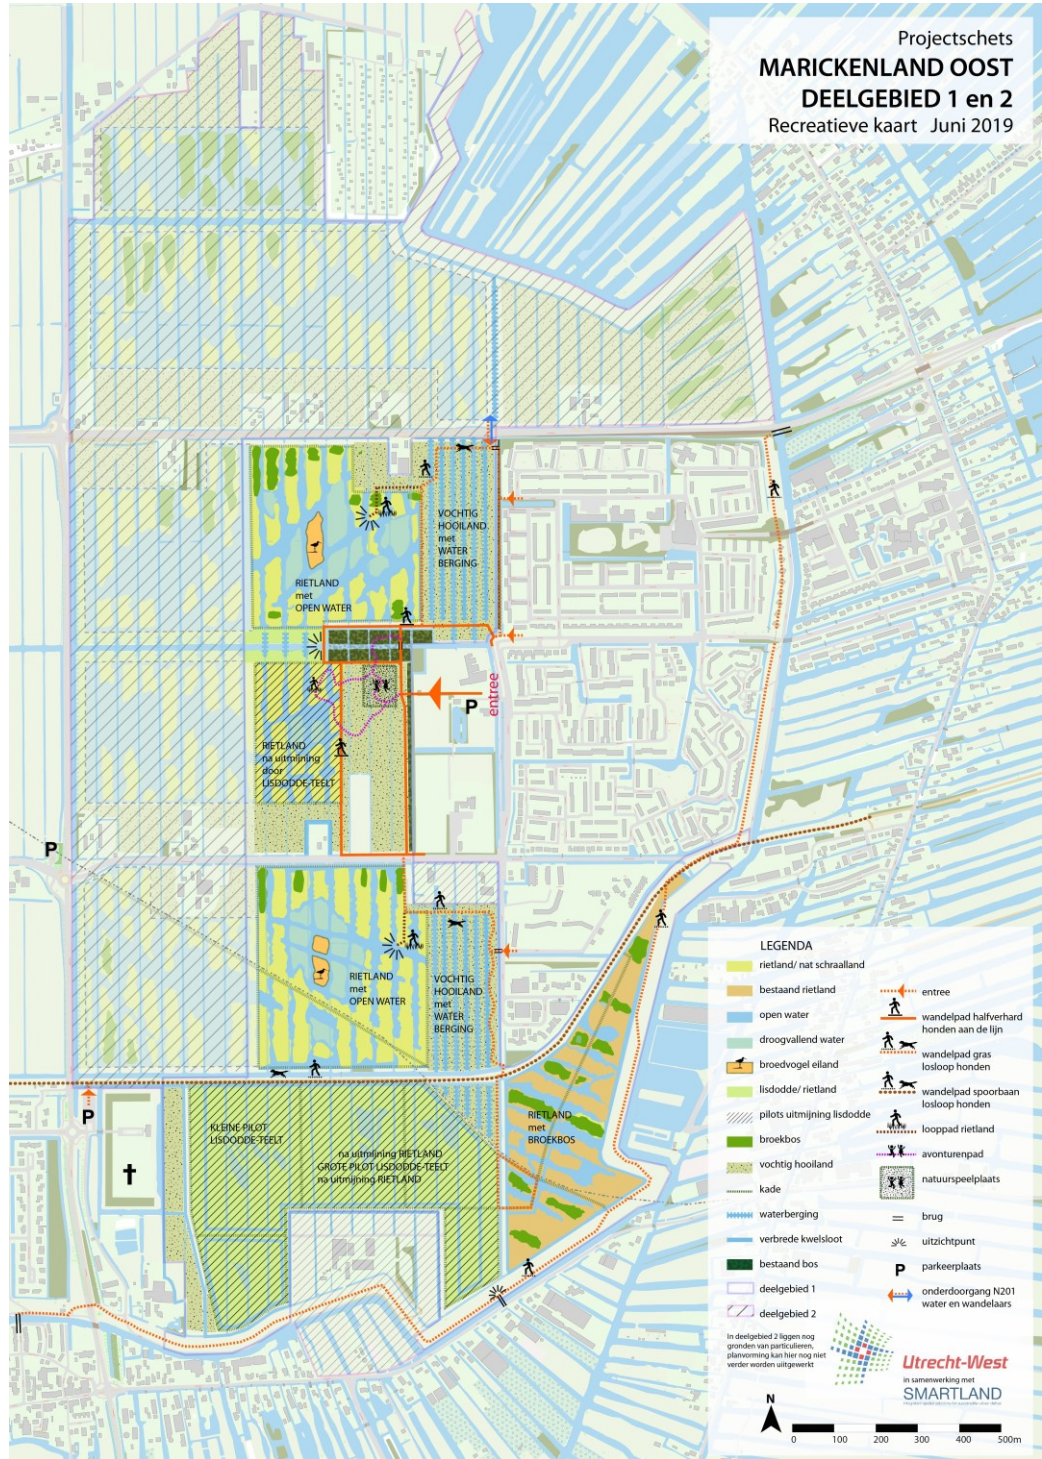 Projectschets
MARICKENLAND OOST
DEELGEBIED 1 en 2
Recreatieve kaart Juni 2019
VOCHTIG
HOOILAND
met
WATER
BERGING
RIETLAND
met
OPEN WATER
entree
P
RIETLAND
na uitmijning
door
LISDODDE-TEELT
P
RIETLAND
met
OPEN WATER
VOCHTIG
HOOILAND
met
WATER
BERGING
P
KLEINE PILOT
LISDODDE-TEELT
na uitmijning RIETLAND
GROTE PILOT LISDODDE-TEELT
na uitmijning RIETLAND
RIETLAND
met
BROEKBOS
LEGENDA
rietland/ nat schraalland
bestaand rietland
open water
droogvallend water
broedvogel eiland
lisdodde/ rietland
pilots uitmijning lisdodde
broekbos
vochtig hooiland
kade
waterberging
verbrede kwelsloot
bestaand bos
deelgebied 1
deelgebied 2
entree
wandelpad halfverhard
honden aan de lijn
wandelpad gras
losloop honden
wandelpad spoorbaan
losloop honden
looppad rietland
avonturenpad
natuurspeelplaats
brug
uitzichtpunt
P parkeerplaats
onderdoorgang N201
water en wandelaars
In deelgebied 2 liggen nog
gronden van particulieren,
planvorming kan hier nog niet
verder worden uitgewerkt
Utrecht-West
in samenwerking met
SMARTLAND
N
0 100 200 300 400 500m